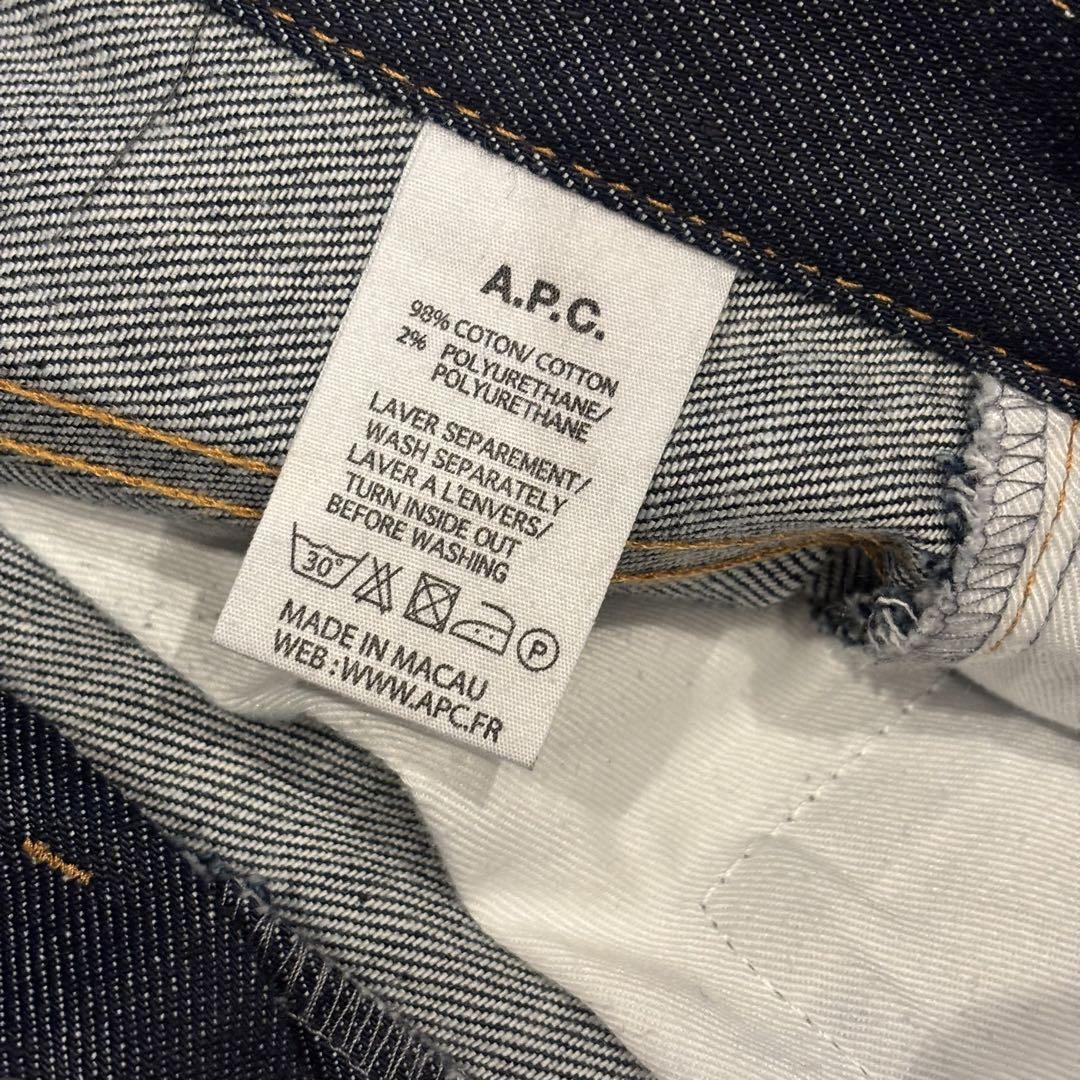 A.P.C.
98% COTON/ COTTON
2% POLYURETHANE/
POLYURETHANE
LAVER SEPAREMENT/
WASH SEPARATELY
LAVER A L'ENVERS/
TURN INSIDE OUT
BEFORE WASHING
30° P
MADE IN MACAU
WEB :WWW.APC.FR